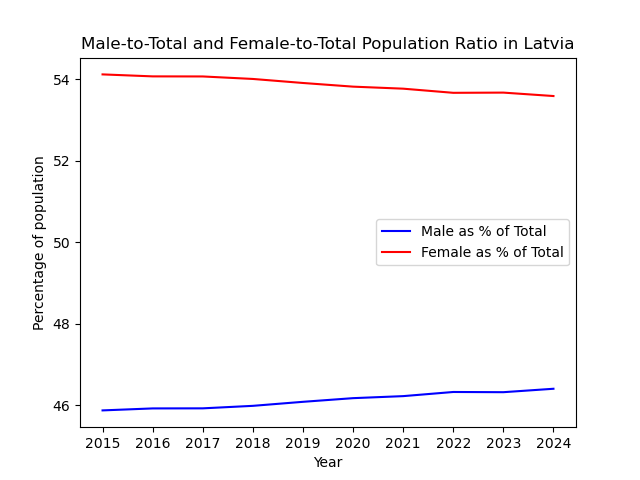 Male-to-Total and Female-to-Total Population Ratio in Latvia
54
52
50
48
46
Percentage of population
Male as % of Total
Female as % of Total
2015 2016 2017 2018 2019 2020 2021 2022 2023 2024
Year